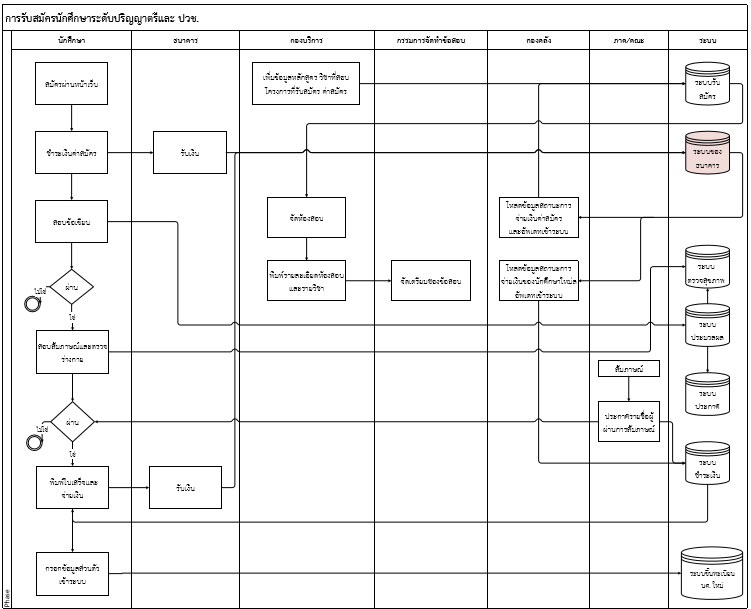 การรับสมัครนักศึกษาระดับปริญญาตรีและ ปวช.
นักศึกษา
ธนาคาร
กองบริการ
กรรมการจัดทำข้อสอบ
กองคลัง
ภาค/คณะ
ระบบ
สมัครผ่านหน้าเว็บ
เพิ่มข้อมูลหลักสูตร วิชาที่สอบ
โครงการที่รับสมัคร ค่าสมัคร
ระบบรับ
สมัคร
ชำระเงินค่าสมัคร
รับเงิน
ระบบของ
ธนาคาร
สอบข้อเขียน
จัดห้องสอบ
โหลดข้อมูลสถานะการ
จ่ายเงินค่าสมัคร
และอัพเดทเข้าระบบ
ผ่าน
ไม่ใช่
ใช่
พิมพ์รายละเอียดห้องสอบ
และรายวิชา
จัดเตรียมซองข้อสอบ
โหลดข้อมูลสถานะการ
จ่ายเงินของนักศึกษาใหม่ล
อัพเดทเข้าระบบ
ระบบ
ตรวจสุขภาพ
ระบบ
ประมวลผล
สอบสัมภาษณ์และตรวจ
ร่างกาย
สัมภาษณ์
ระบบ
ประกาศ
ผ่าน
ไม่ใช่
ใช่
ประกาศรายชื่อผู้
ผ่านการสัมภาษณ์
ระบบ
ชำระเงิน
พิมพ์ใบเสร็จและ
จ่ายเงิน
รับเงิน
กรอกข้อมูลส่วนตัว
เข้าระบบ
ระบบขึ้นทะเบียน
นศ.ใหม่
Phase